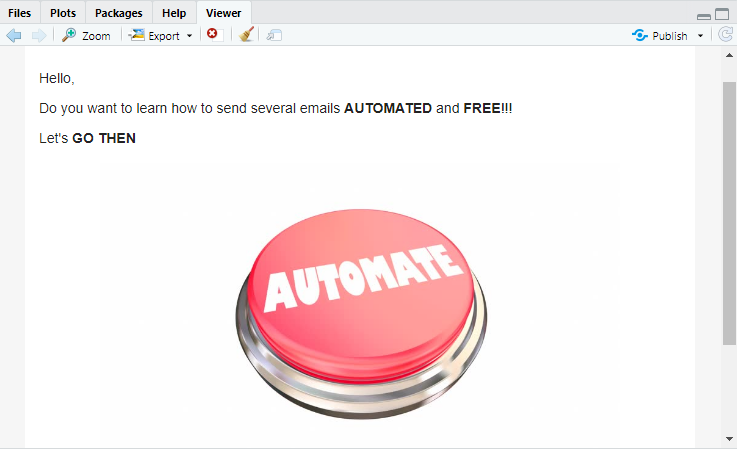 Files Plots Packages Help Viewer
Zoom Export Publish
Hello,
Do you want to learn how to send several emails AUTOMATED and FREE!!!
Let's GO THEN
AUTOMATE